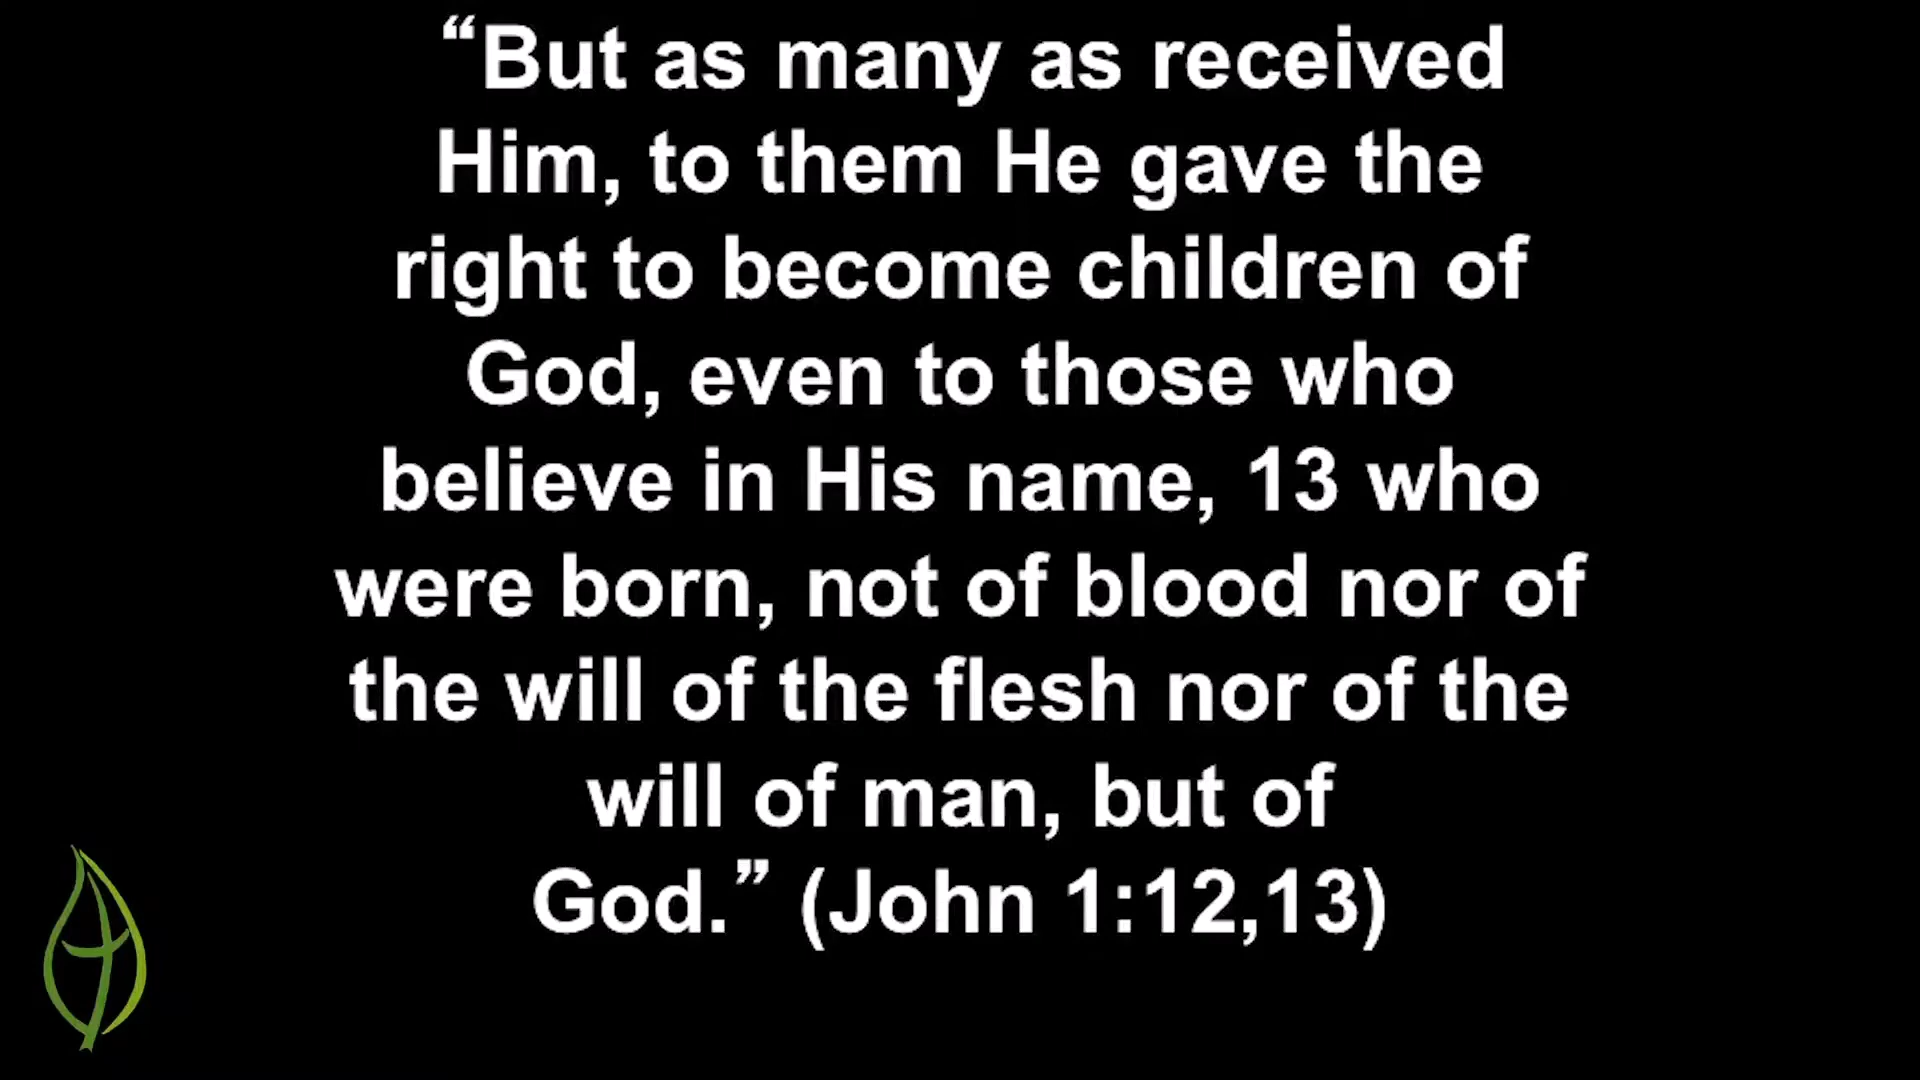 “But as many as received
Him, to them He gave the
right to become children of
God, even to those who
believe in His name, 13 who
were born, not of blood nor of
the will of the flesh nor of the
will of man, but of
God.” (John 1:12,13)